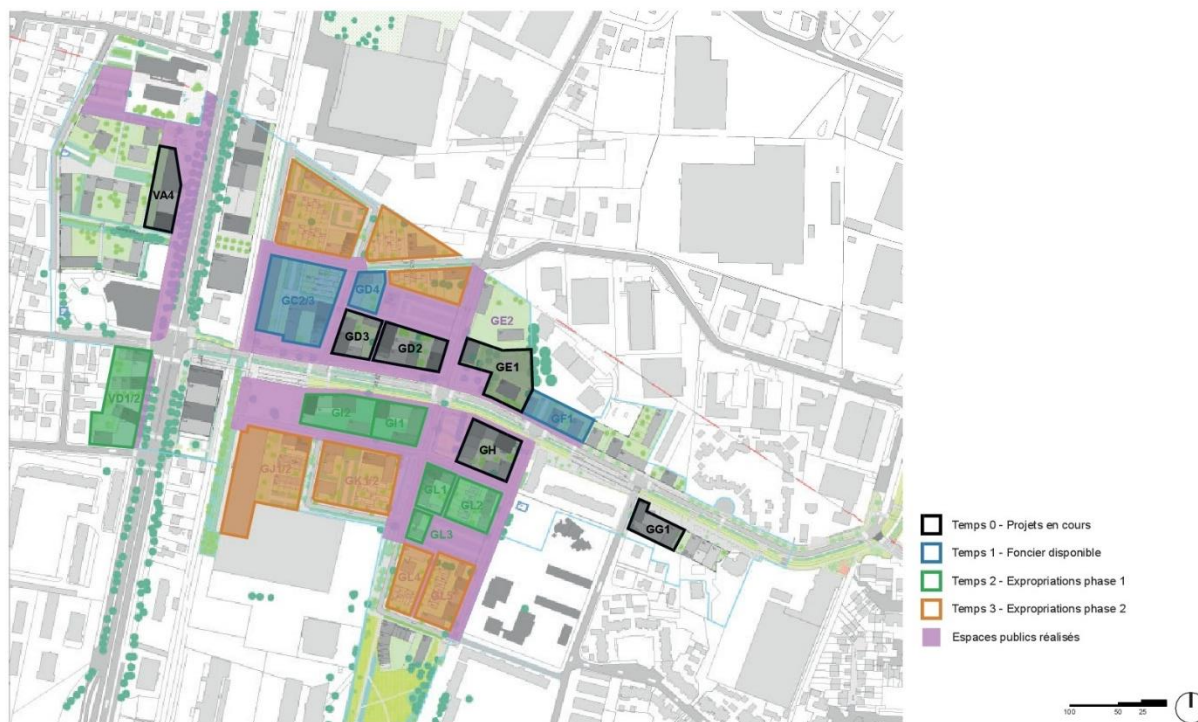 VA4
GC2/3
GD4
GE2
GD3
GD2
GE1
VD1/2
GF1
GI2
GI1
GH
GJ1/2
GK1/2
GL1
GL2
GG1
GL3
GL4
GL5
Temps 0 - Projets en cours
Temps 1 - Foncier disponible
Temps 2 - Expropriations phase 1
Temps 3 - Expropriations phase 2
Espaces publics réalisés
100 50 25